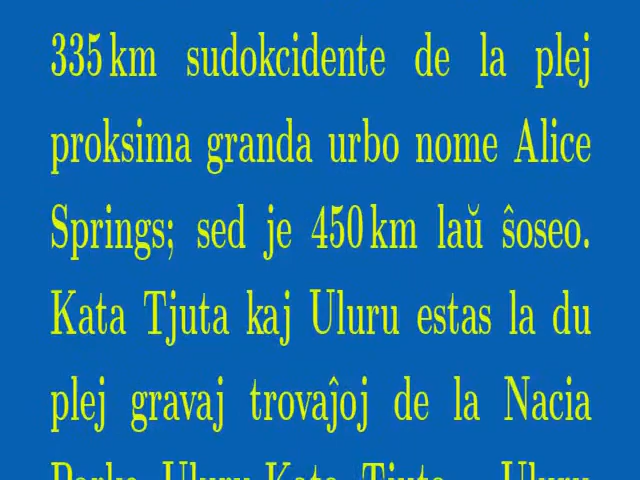 335 km sudokcidente de la plej
proksima granda urbo nome Alice
Springs; sed je 450 km laŭ ŝoseo.
Kata Tjuta kaj Uluru estas la du
plej gravaj trovaĵoj de la Nacia